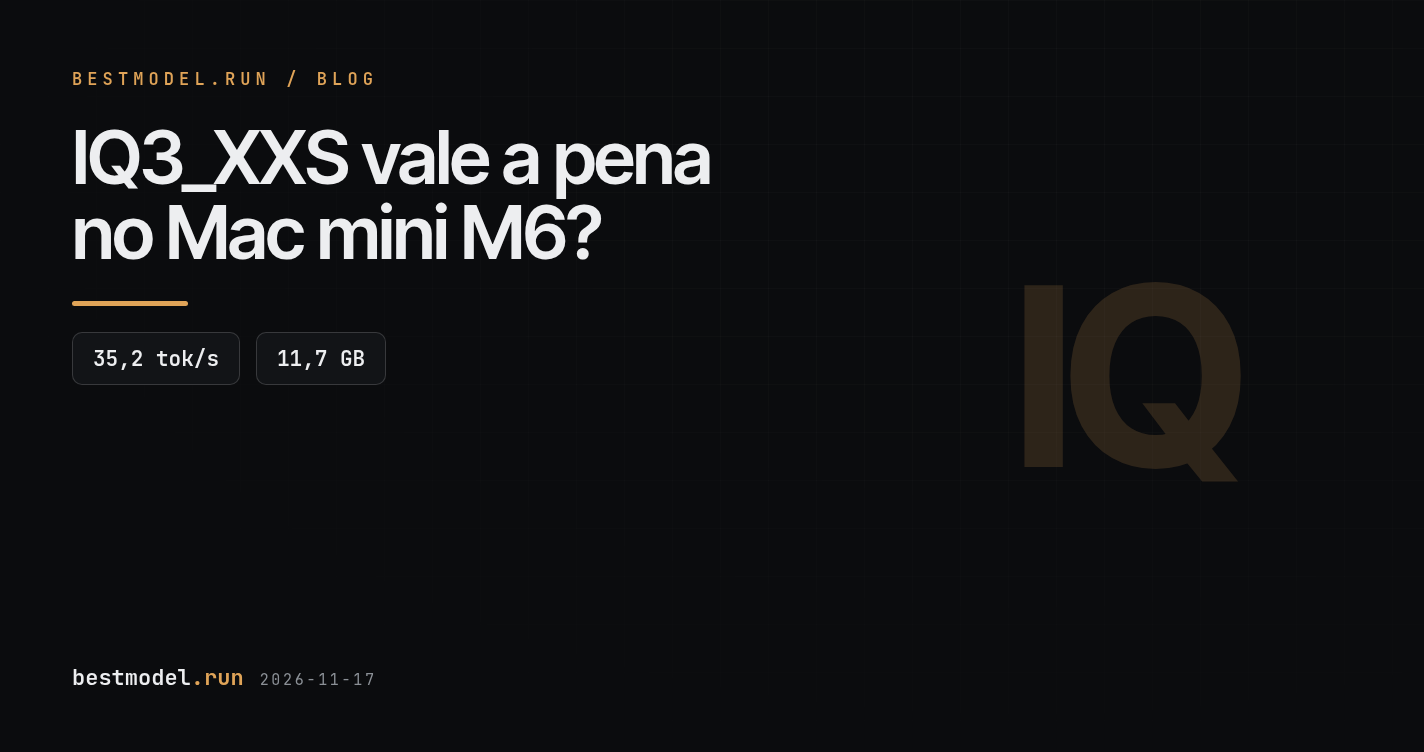 BESTMODEL.RUN / BLOG
IQ3_XXS vale a pena
no Mac mini M6?
35,2 tok/s
11,7 GB
IQ
bestmodel.run 2026-11-17